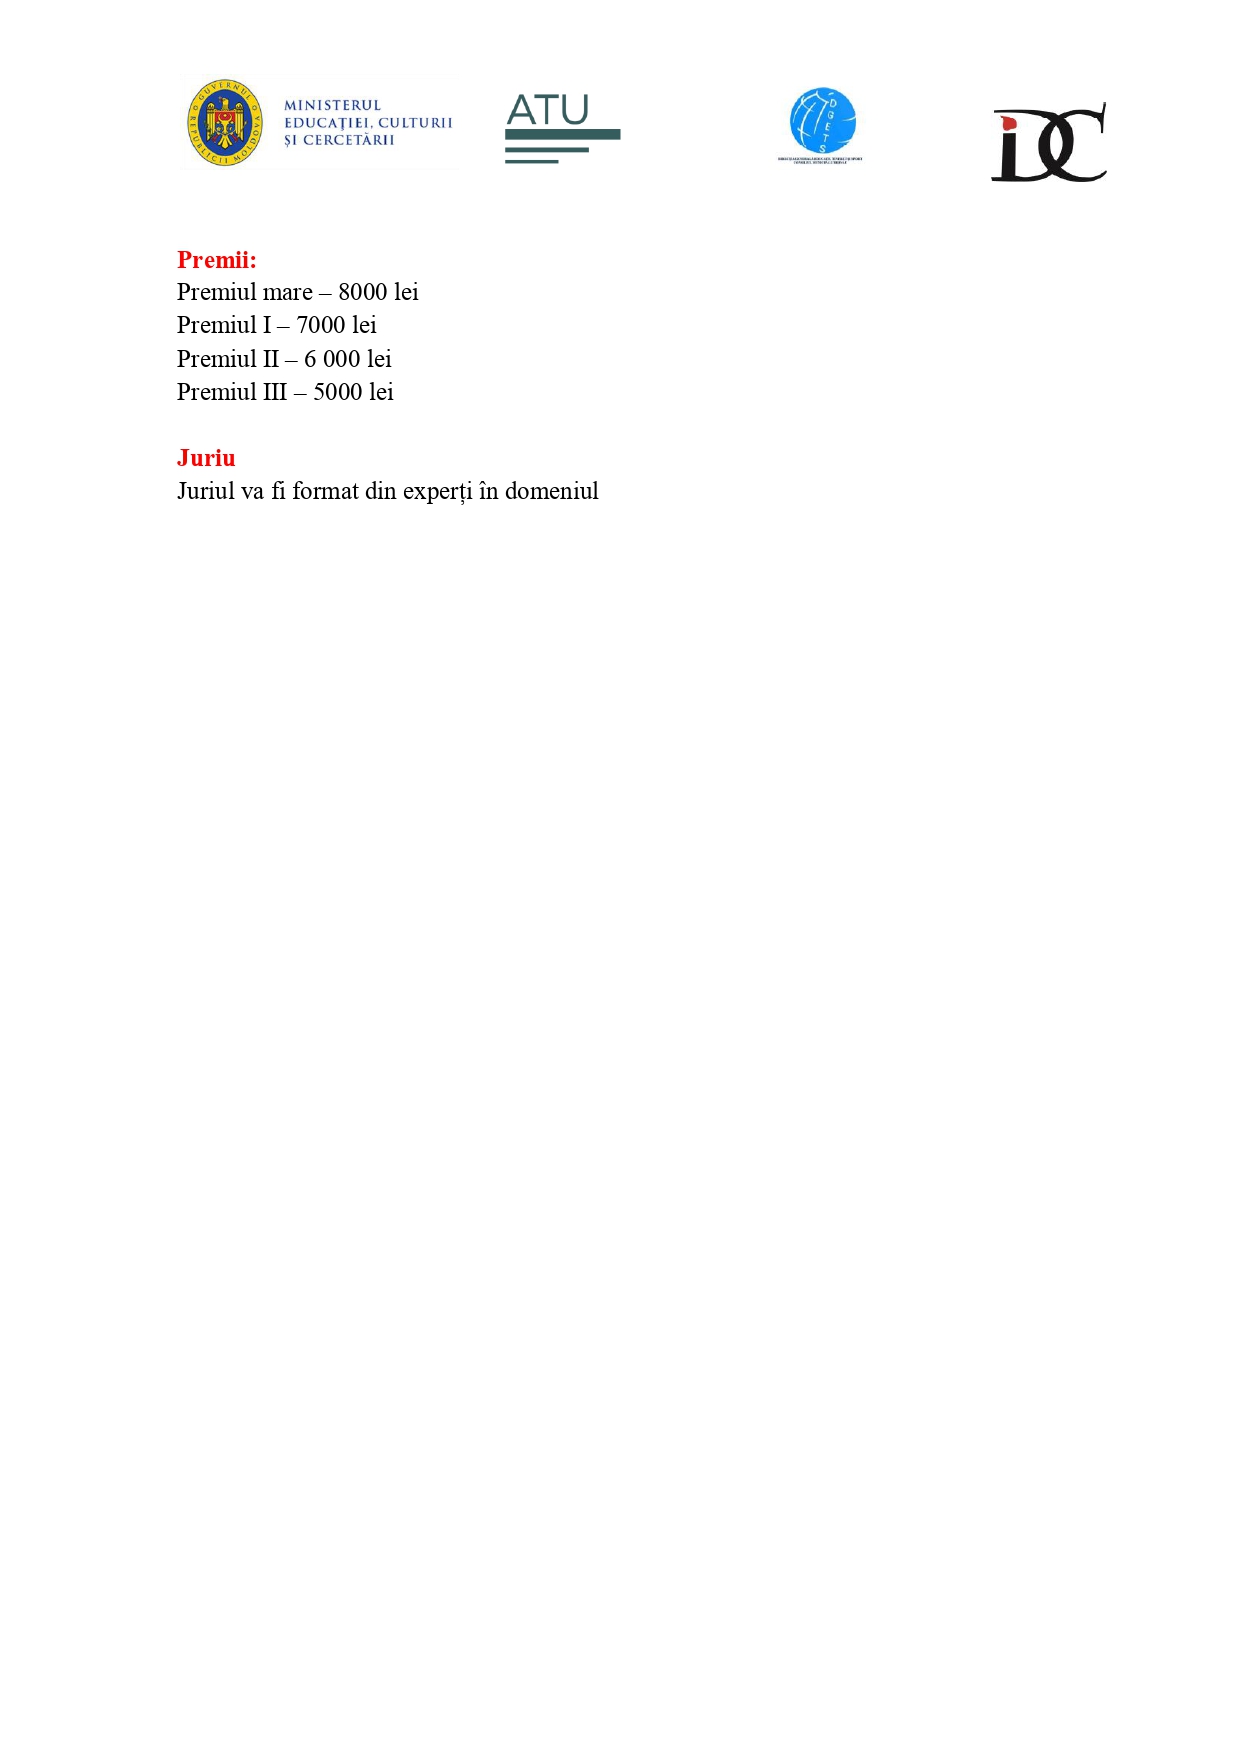 GUVERNUL REPUBLICII MOLDOVA
MINISTERUL
EDUCAȚIEI, CULTURII
ȘI CERCETĂRII
ATU
DGETS
iDC
Premii:
Premiul mare – 8000 lei
Premiul I – 7000 lei
Premiul II – 6 000 lei
Premiul III – 5000 lei
Juriu
Juriul va fi format din experți în domeniul